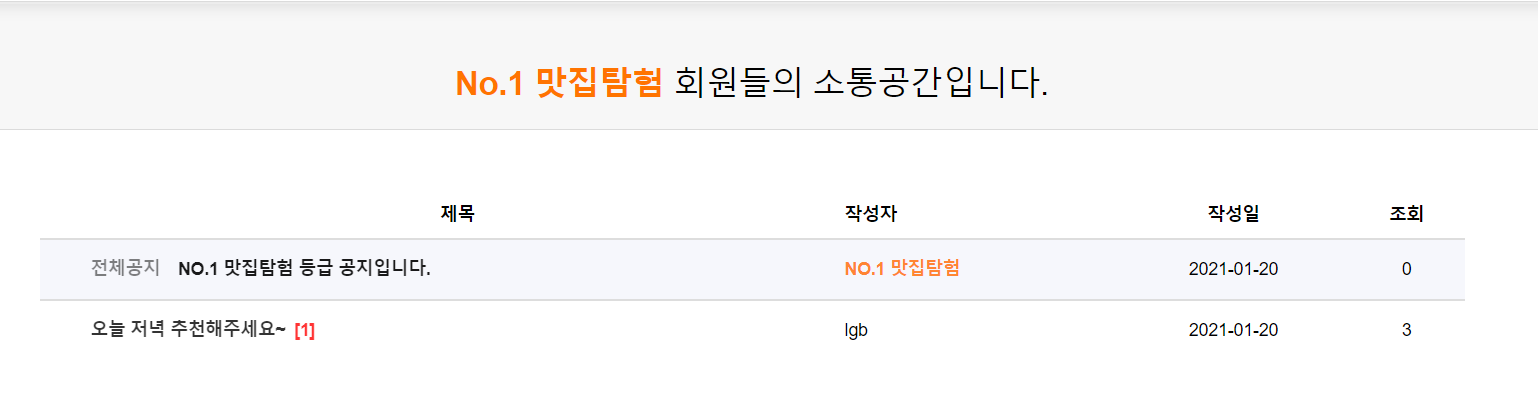 No.1 맛집탐험 회원들의 소통공간입니다.
제목 작성자 작성일 조회
전체공지 NO.1 맛집탐험 등급 공지입니다. NO.1 맛집탐험 2021-01-20 0
오늘 저녁 추천해주세요~ [1] lgb 2021-01-20 3